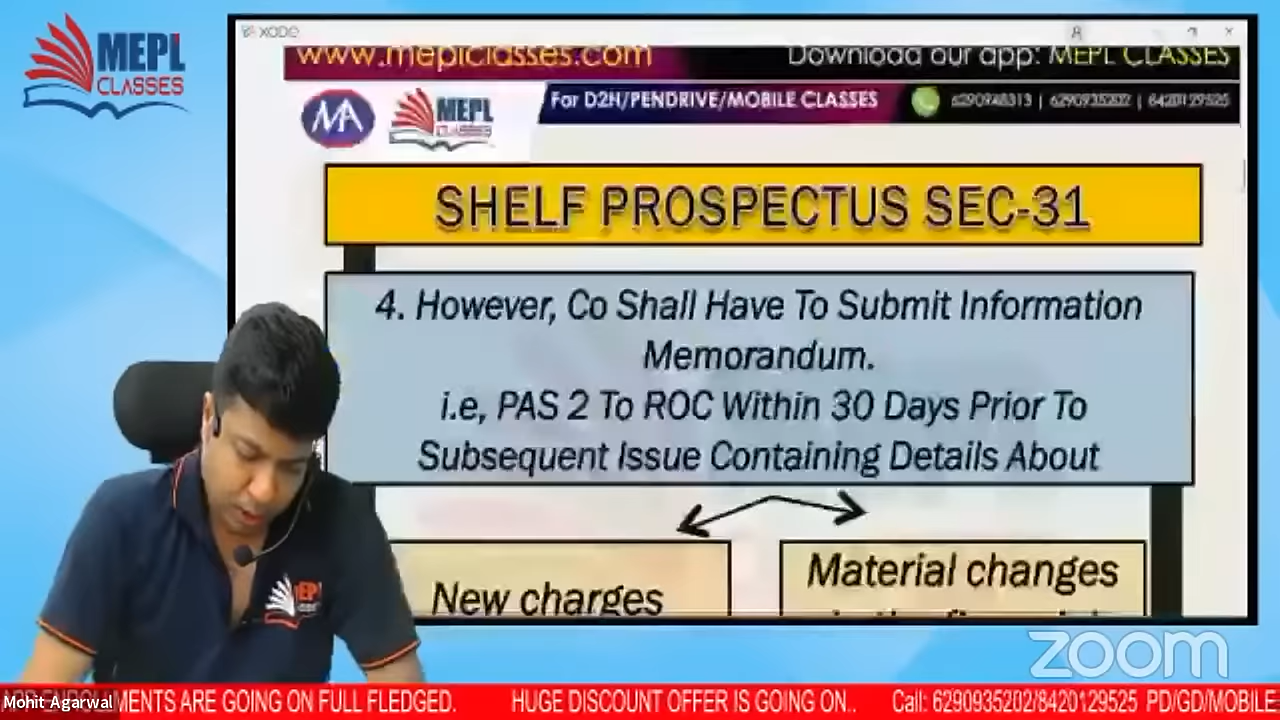 MEPL
CLASSES
XODO
www.meplclasses.com
Download our app: MEPL CLASSES
MA
MEPL
CLASSES
For D2H/PENDRIVE/MOBILE CLASSES
SHELF PROSPECTUS SEC-31
4. However, Co Shall Have To Submit Information
Memorandum.
i.e, PAS 2 To ROC Within 30 Days Prior To
Subsequent Issue Containing Details About
New charges
Material changes
zoom
MENTS ARE GOING ON FULL FLEDGED. HUGE DISCOUNT OFFER IS GOING ON.. Call: 6290935202/8420129525 PD/GD/MOBILE
Mohit Agarwal